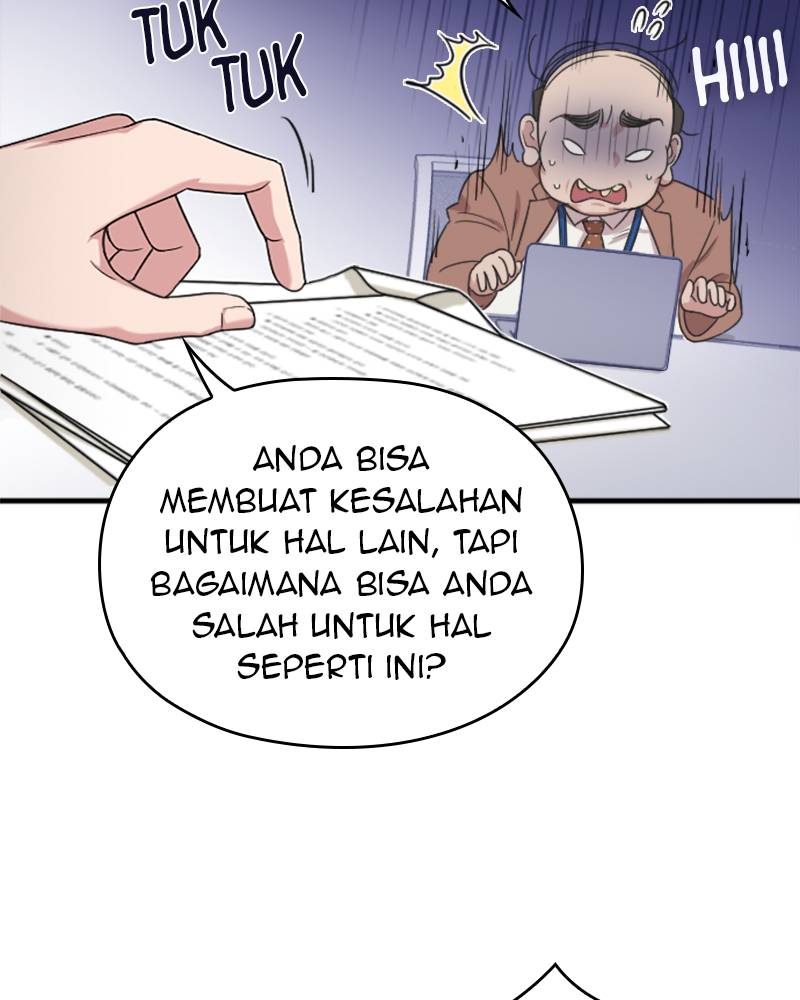 TUK
TUK
HIIII
ANDA BISA
MEMBUAT KESALAHAN
UNTUK HAL LAIN, TAPI
BAGAIMANA BISA ANDA
SALAH UNTUK HAL
SEPERTI INI?